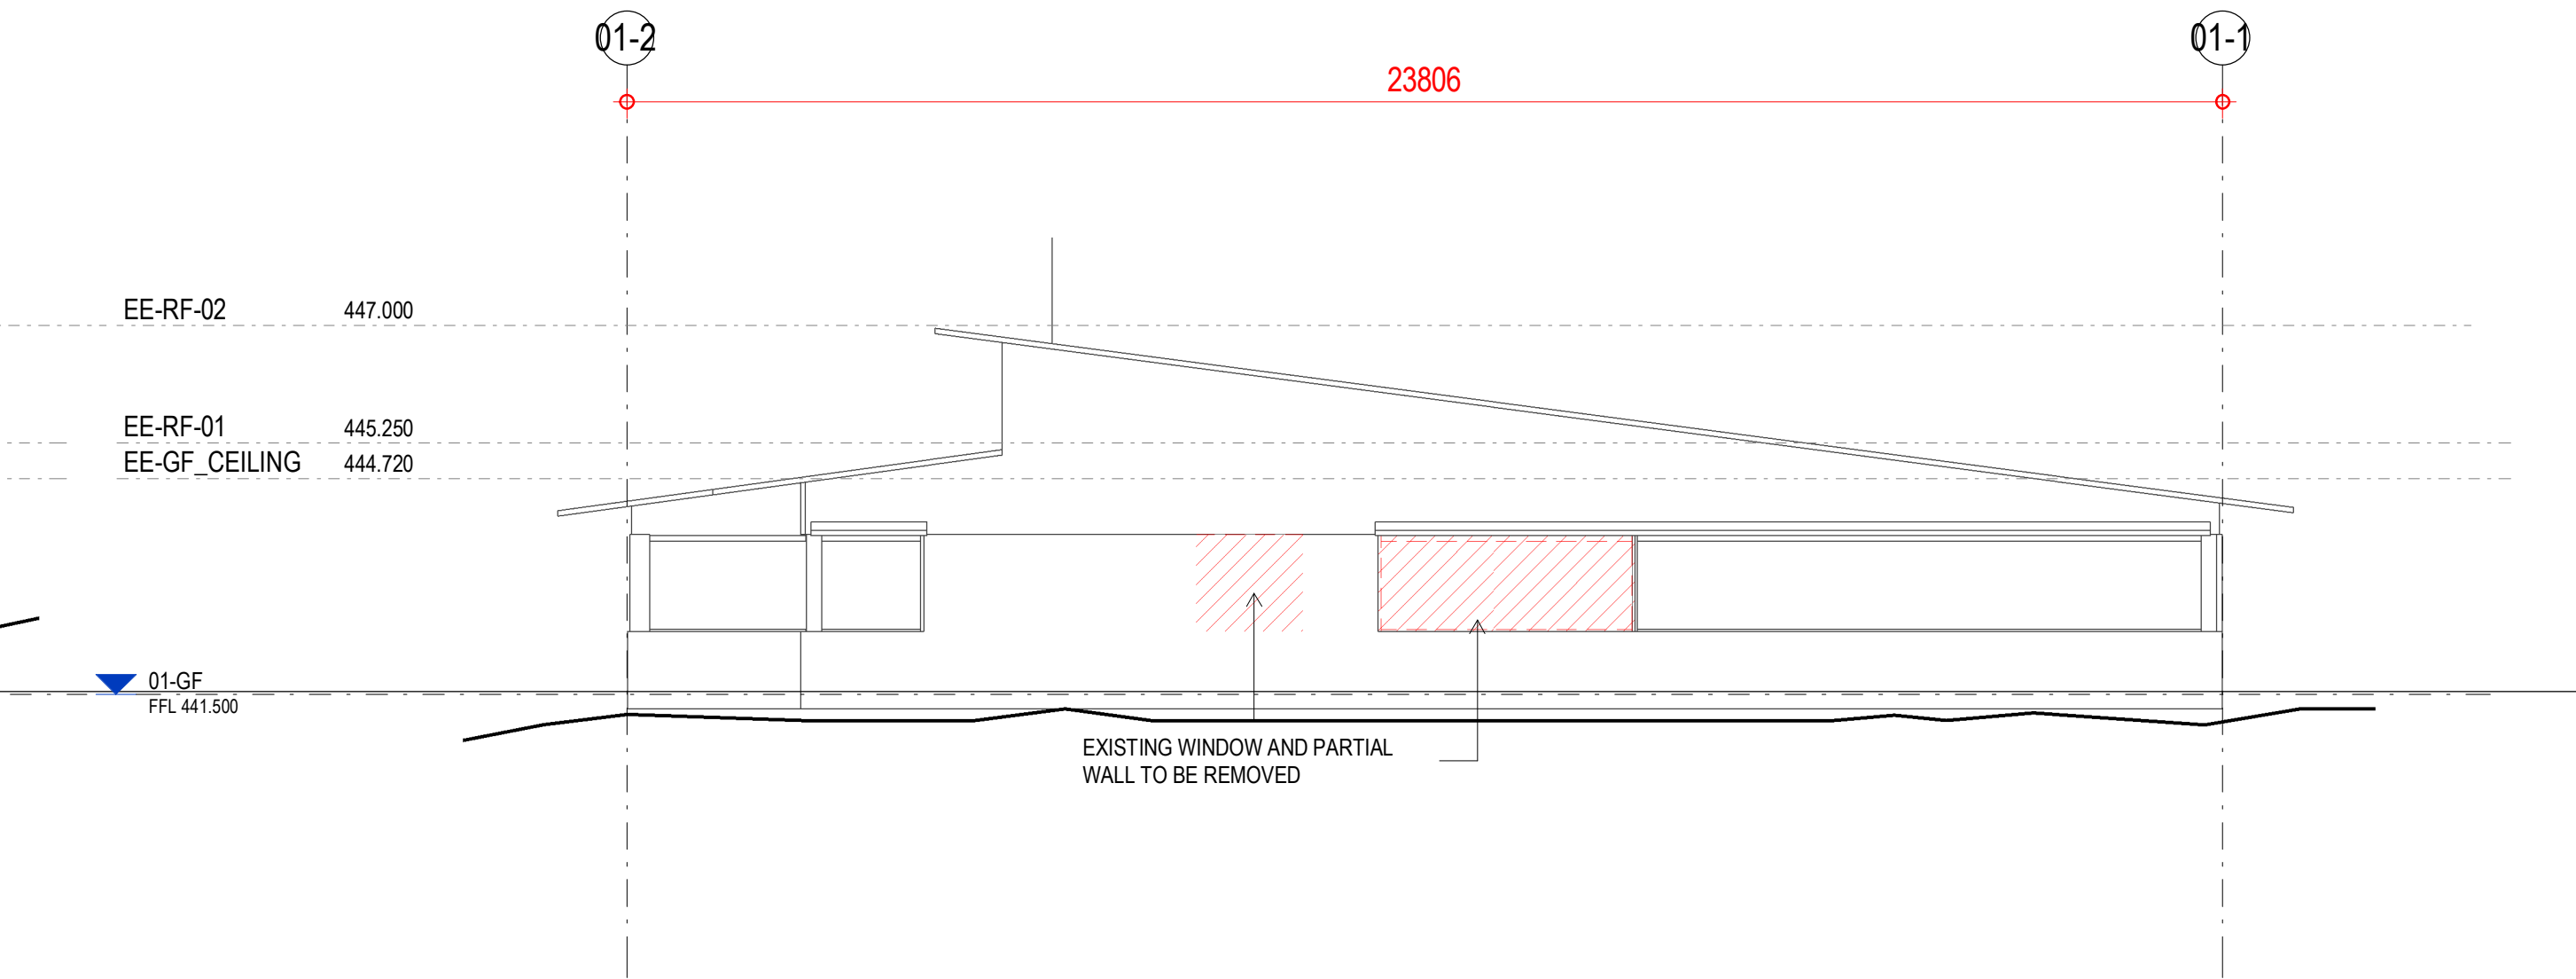 01-2
01-1
23806
EE-RF-02 447.000
EE-RF-01 445.250
EE-GF_CEILING 444.720
01-GF
FFL 441.500
EXISTING WINDOW AND PARTIAL
WALL TO BE REMOVED